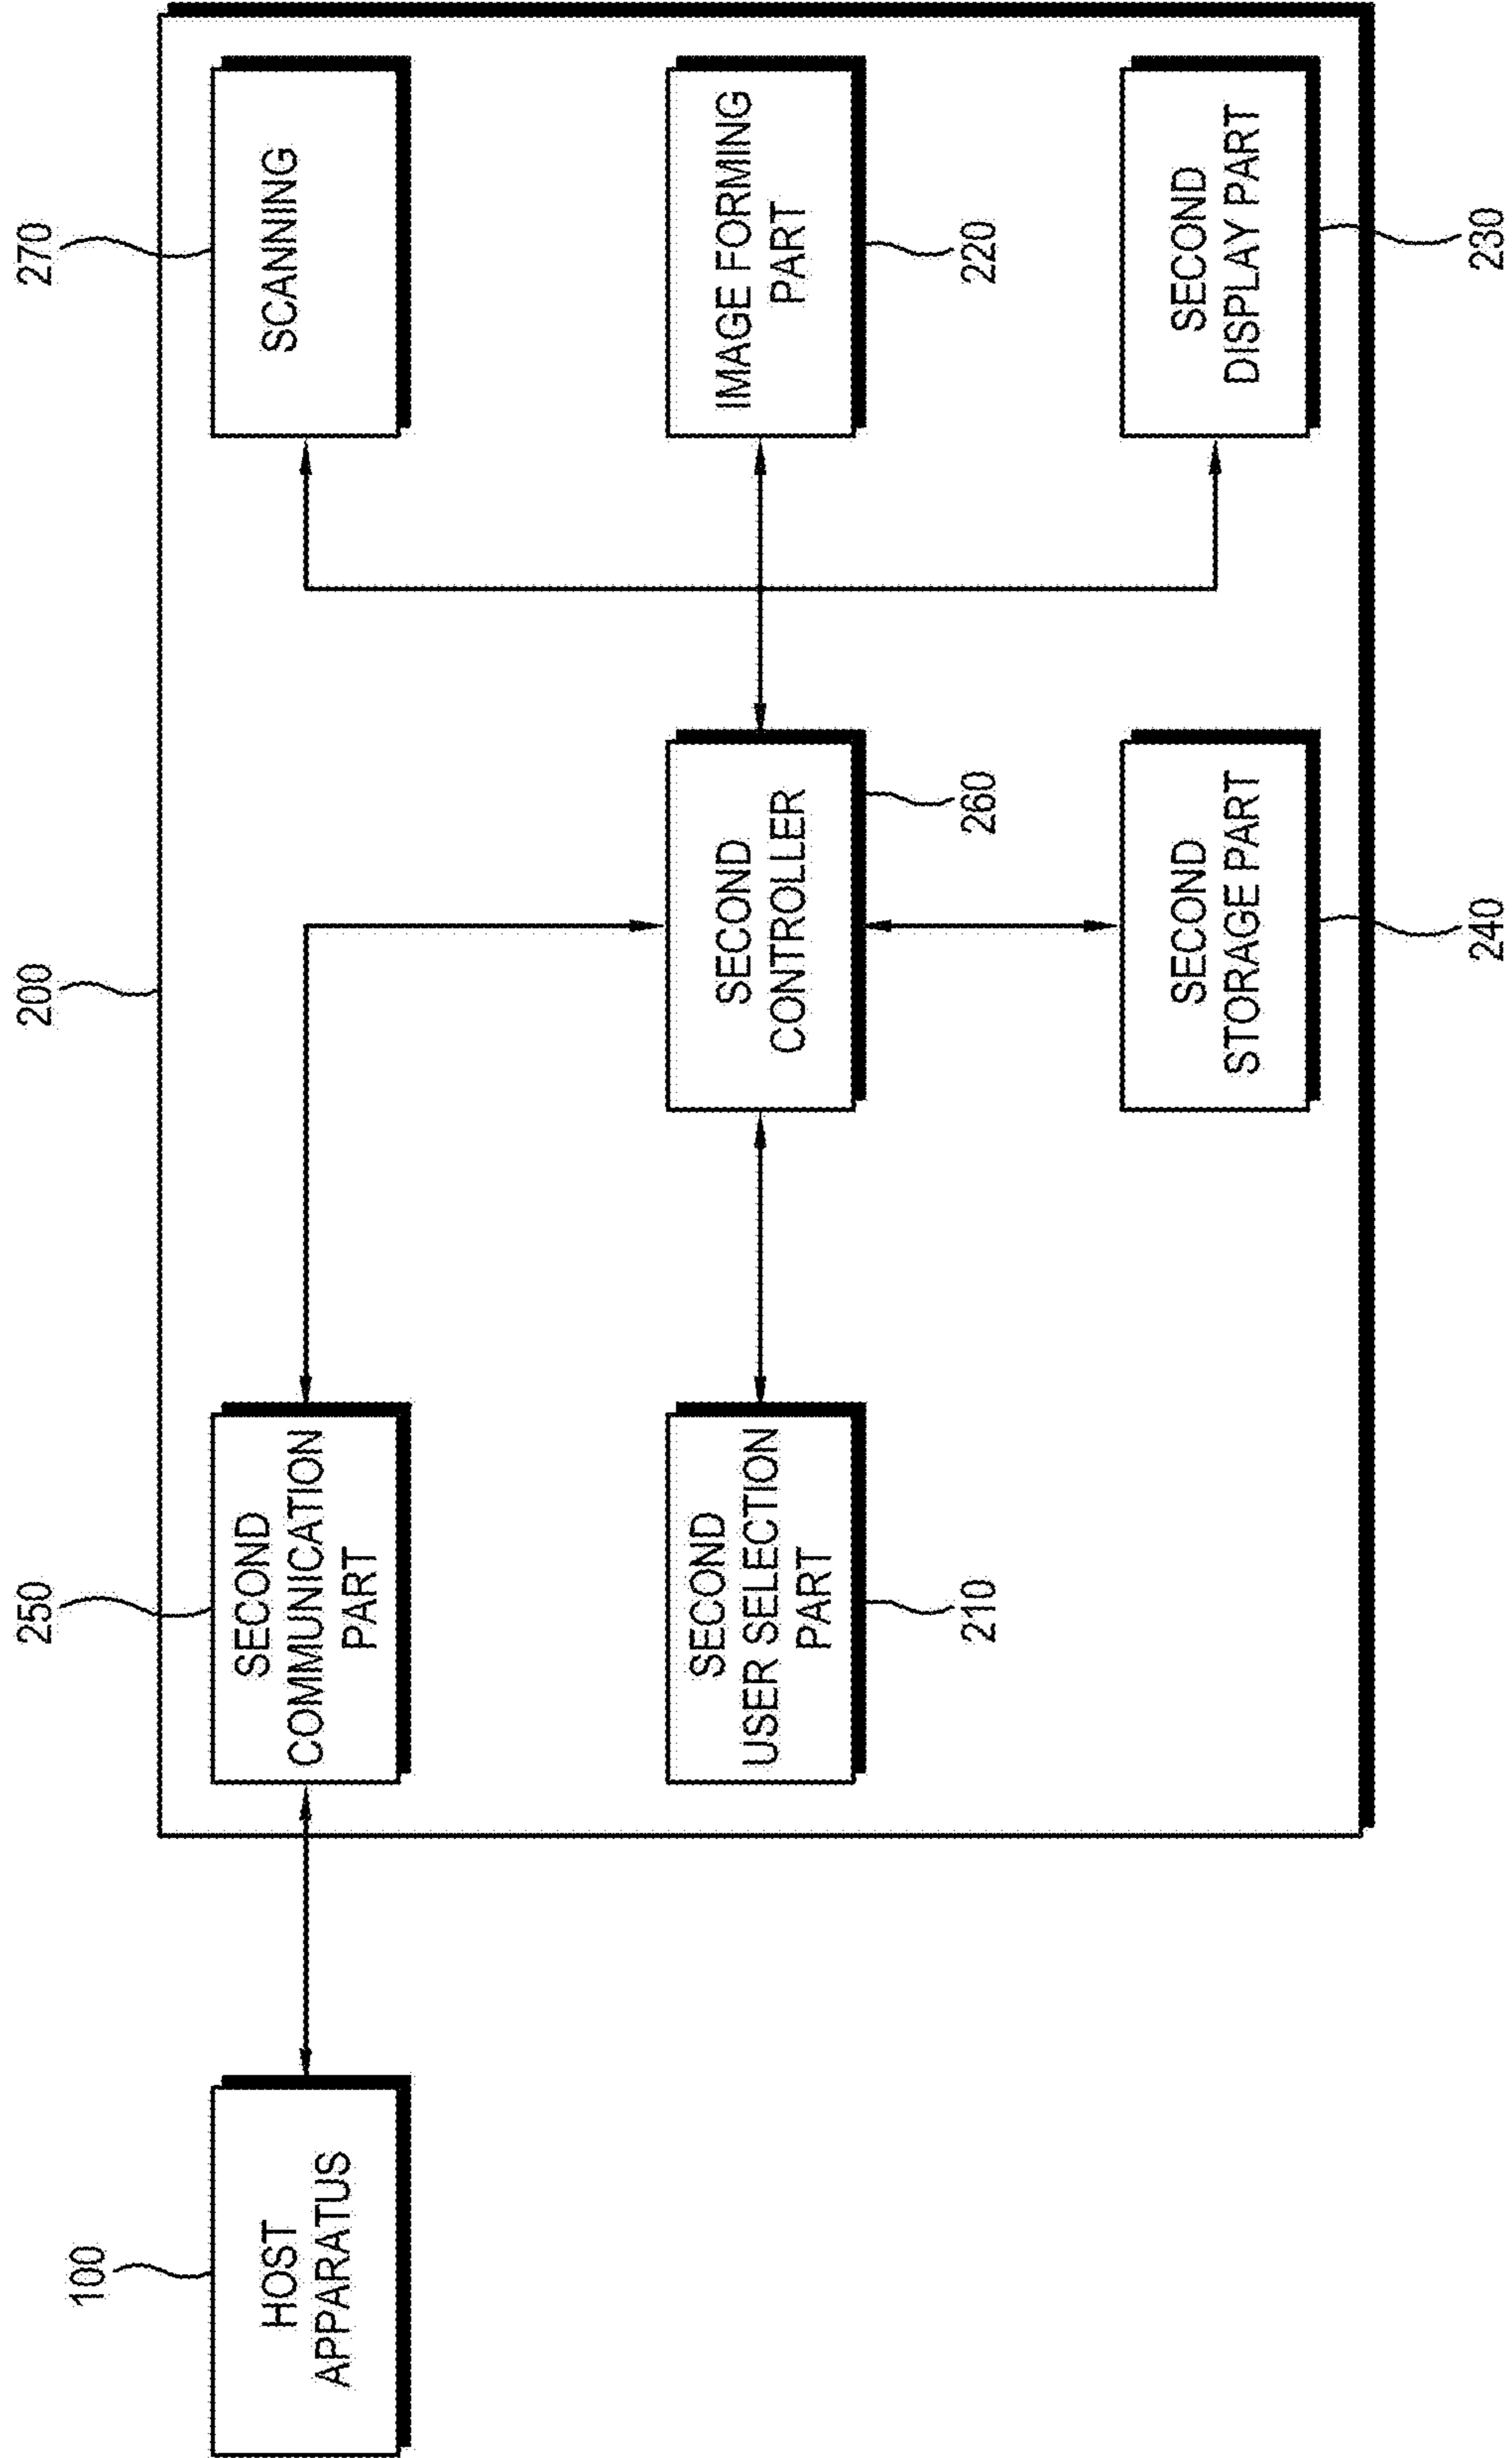 200
100
HOST
APPARATUS
250
SECOND
COMMUNICATION
PART
270
SCANNING
SECOND
USER SELECTION
PART
210
SECOND
CONTROLLER
260
IMAGE FORMING
PART
220
SECOND
STORAGE PART
240
SECOND
DISPLAY PART
230